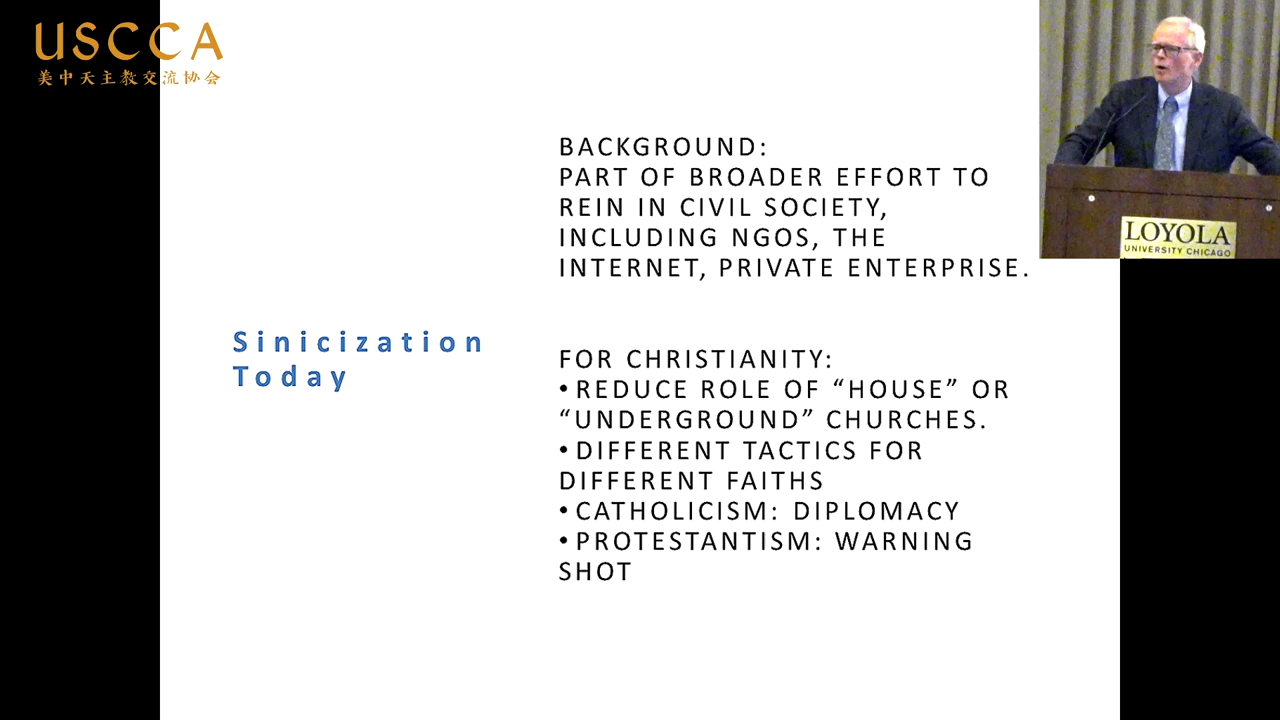 USCCA
美中天主教交流协会
BACKGROUND:
PART OF BROADER EFFORT TO
REIN IN CIVIL SOCIETY,
INCLUDING NGOS, THE
INTERNET, PRIVATE ENTERPRISE.
Sinicization
Today
FOR CHRISTIANITY:
•REDUCE ROLE OF “HOUSE” OR
“UNDERGROUND” CHURCHES.
•DIFFERENT TACTICS FOR
DIFFERENT FAITHS
•CATHOLICISM: DIPLOMACY
•PROTESTANTISM: WARNING
SHOT
LOYOLA
UNIVERSITY CHICAGO